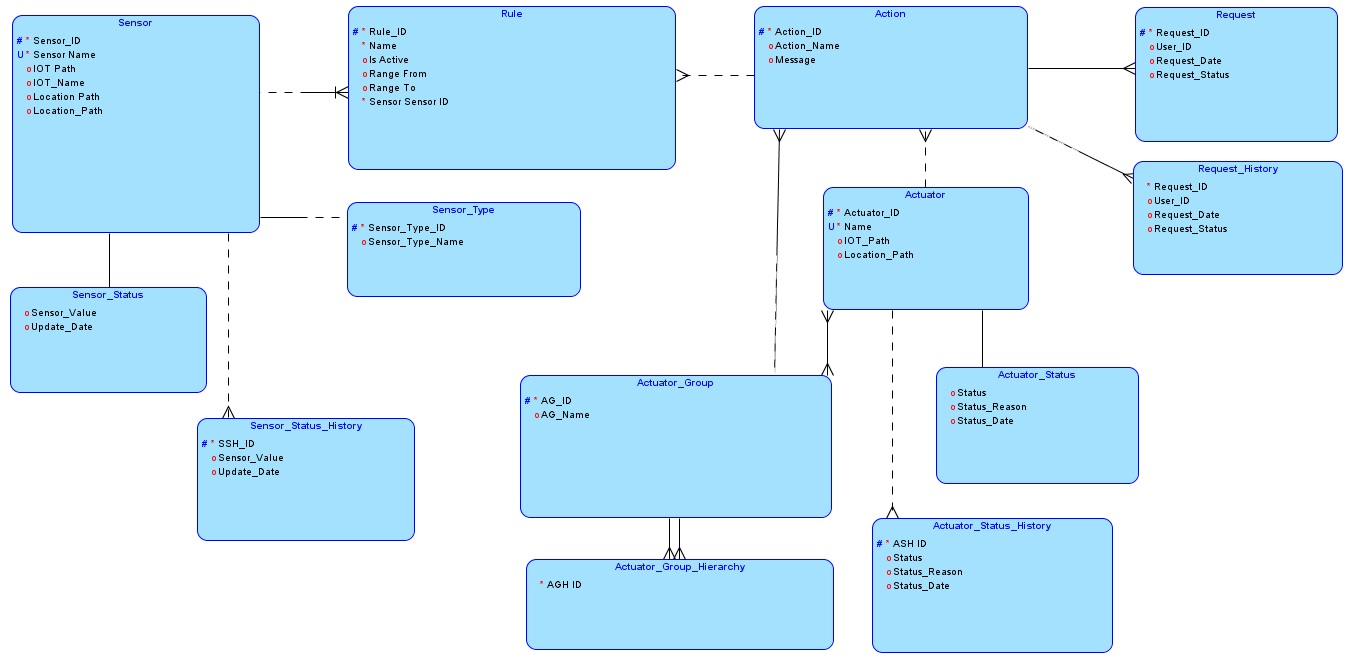 Sensor
# * Sensor_ID
U * Sensor Name
o IOT Path
o IOT_Name
o Location Path
o Location_Path
Rule
# * Rule_ID
* Name
o Is Active
o Range From
o Range To
* Sensor Sensor ID
Action
# * Action_ID
o Action_Name
o Message
Request
# * Request_ID
o User_ID
o Request_Date
o Request_Status
Request_History
* Request_ID
o User_ID
o Request_Date
o Request_Status
Sensor_Type
# * Sensor_Type_ID
o Sensor_Type_Name
Actuator
# * Actuator_ID
U * Name
o IOT_Path
o Location_Path
Sensor_Status
o Sensor_Value
o Update_Date
Sensor_Status_History
# * SSH_ID
o Sensor_Value
o Update_Date
Actuator_Group
# * AG_ID
o AG_Name
Actuator_Status
o Status
o Status_Reason
o Status_Date
Actuator_Group_Hierarchy
* AGH ID
Actuator_Status_History
# * ASH ID
o Status
o Status_Reason
o Status_Date